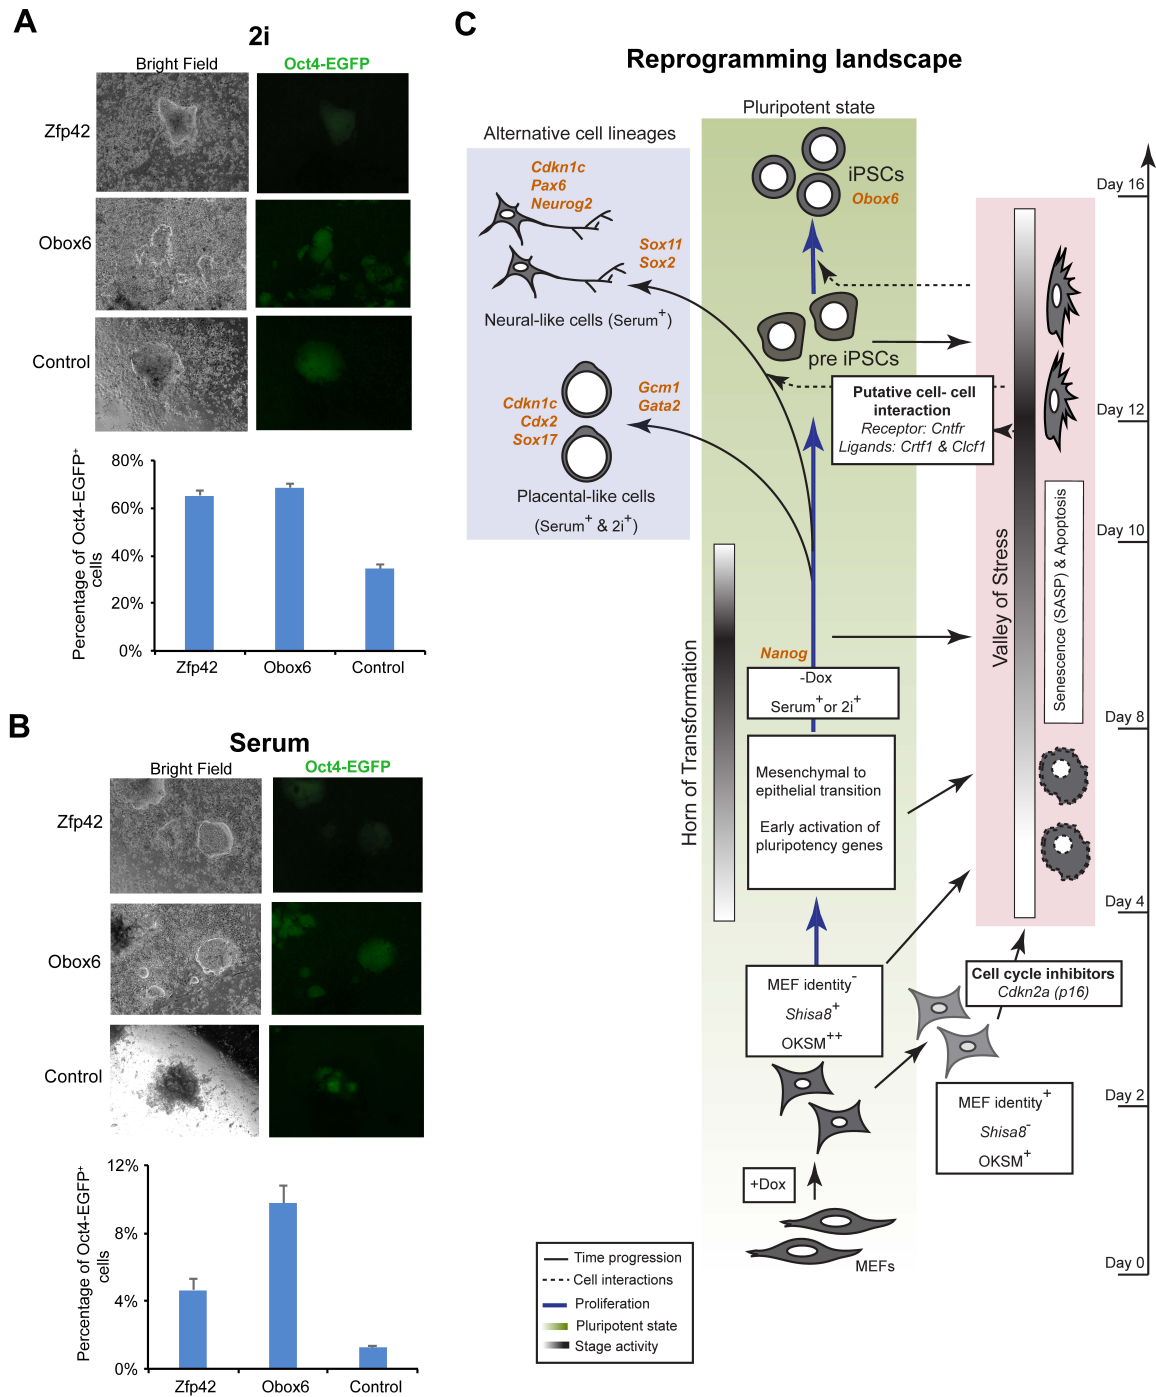 A
2i
Bright Field
Oct4-EGFP
Zfp42
Obox6
Control
Percentage of Oct4-EGFP+
cells
80%
60%
40%
20%
0%
Zfp42
Obox6
Control
B
Serum
Bright Field
Oct4-EGFP
Zfp42
Obox6
Control
Percentage of Oct4-EGFP+
cells
12%
8%
4%
0%
Zfp42
Obox6
Control
C
Reprogramming landscape
Pluripotent state
Alternative cell lineages
Cdkn1c
Pax6
Neurog2
Sox11
Sox2
Neural-like cells (Serum+)
Gcm1
Gata2
Cdkn1c
Cdx2
Sox17
Placental-like cells
(Serum+ & 2i+)
iPSCs
Obox6
pre iPSCs
Putative cell- cell
interaction
Receptor: Cntfr
Ligands: Crtf1 & Clcf1
Horn of Transformation
Nanog
-Dox
Serum+ or 2i+
Mesenchymal to
epithelial transition
Early activation of
pluripotency genes
MEF identity-
Shisa8+
OKSM++
+Dox
MEFs
Valley of Stress
Senescence (SASP) & Apoptosis
Cell cycle inhibitors
Cdkn2a (p16)
MEF identity+
Shisa8-
OKSM+
Day 16
Day 12
Day 10
Day 8
Day 4
Day 2
Day 0
Time progression
Cell interactions
Proliferation
Pluripotent state
Stage activity